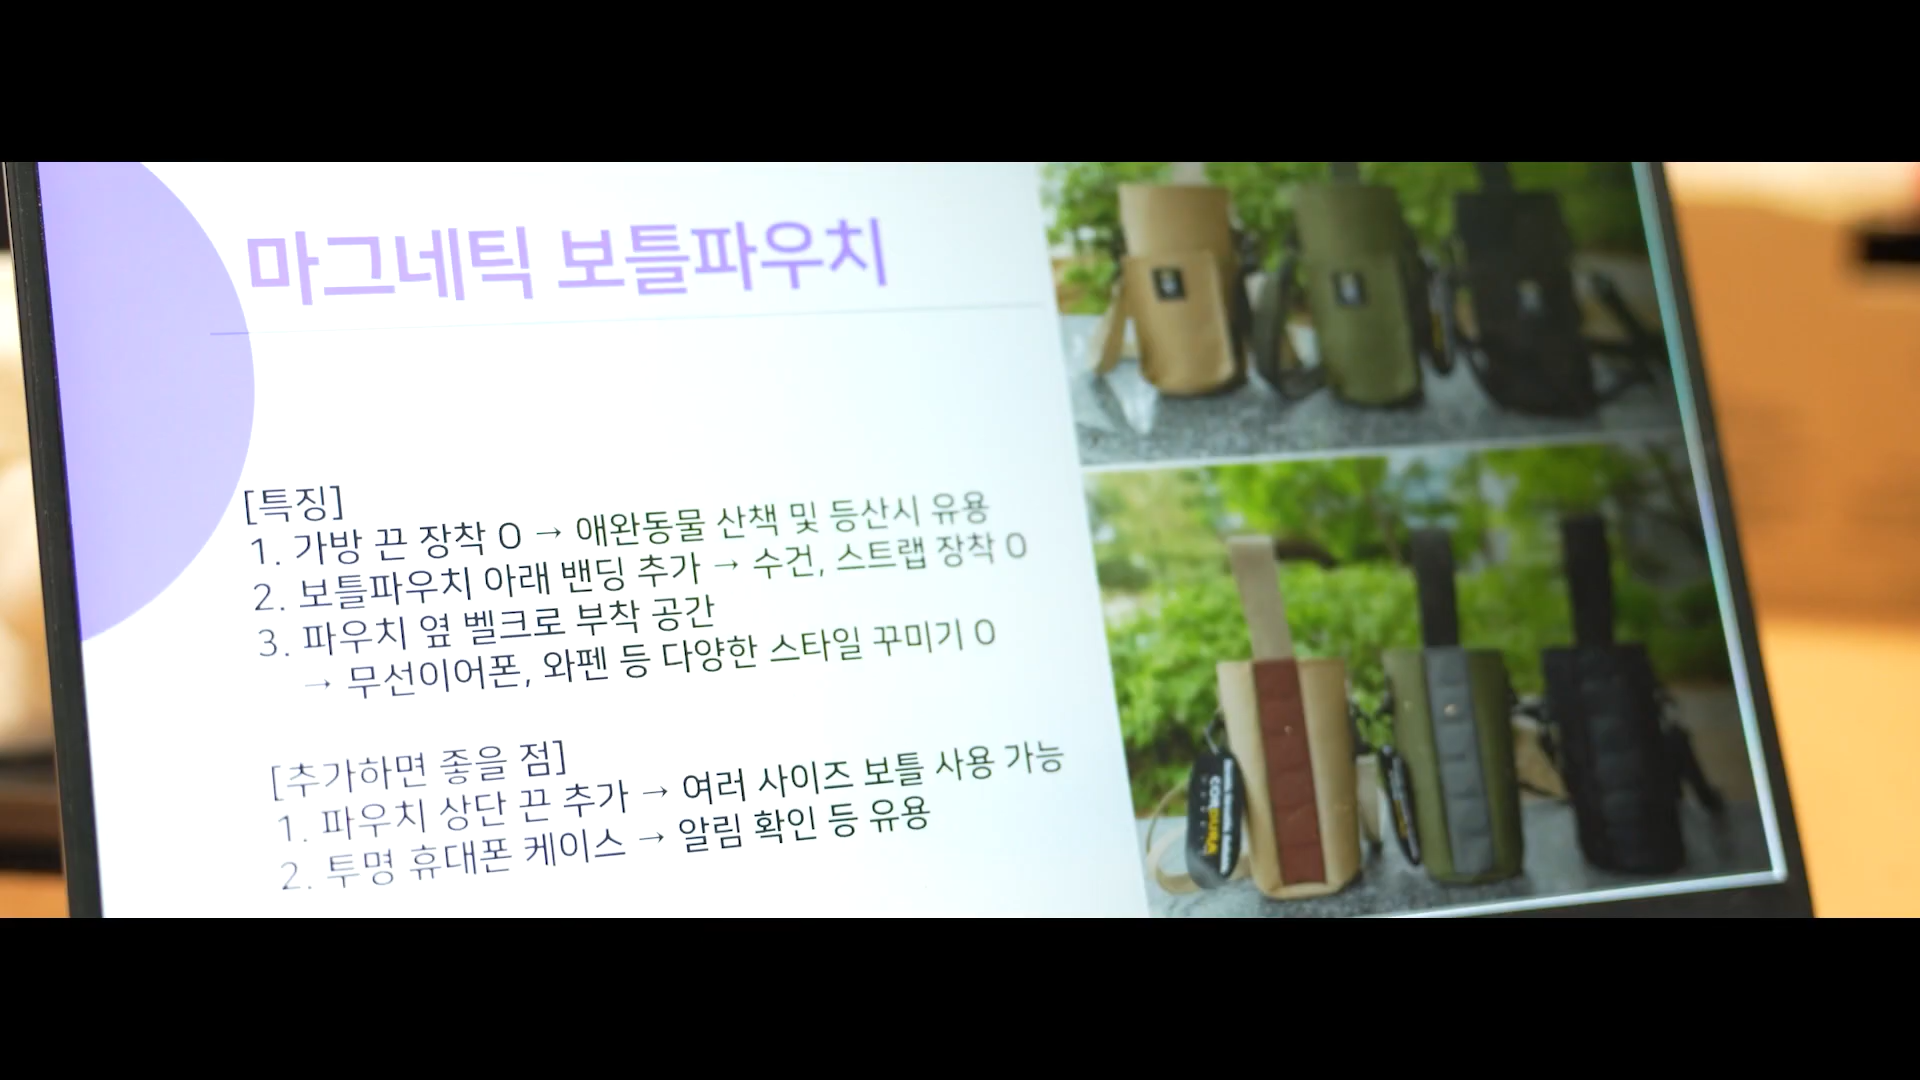 마그네틱 보틀파우치
[특징]
1. 가방 끈 장착 O → 애완동물 산책 및 등산시 유용
2. 보틀파우치 아래 밴딩 추가 → 수건, 스트랩 장착 O
3. 파우치 옆 벨크로 부착 공간
→ 무선이어폰, 와펜 등 다양한 스타일 꾸미기 O
[추가하면 좋을 점]
1. 파우치 상단 끈 추가 → 여러 사이즈 보틀 사용 가능
2. 투명 휴대폰 케이스 → 알림 확인 등 유용
CORDURA